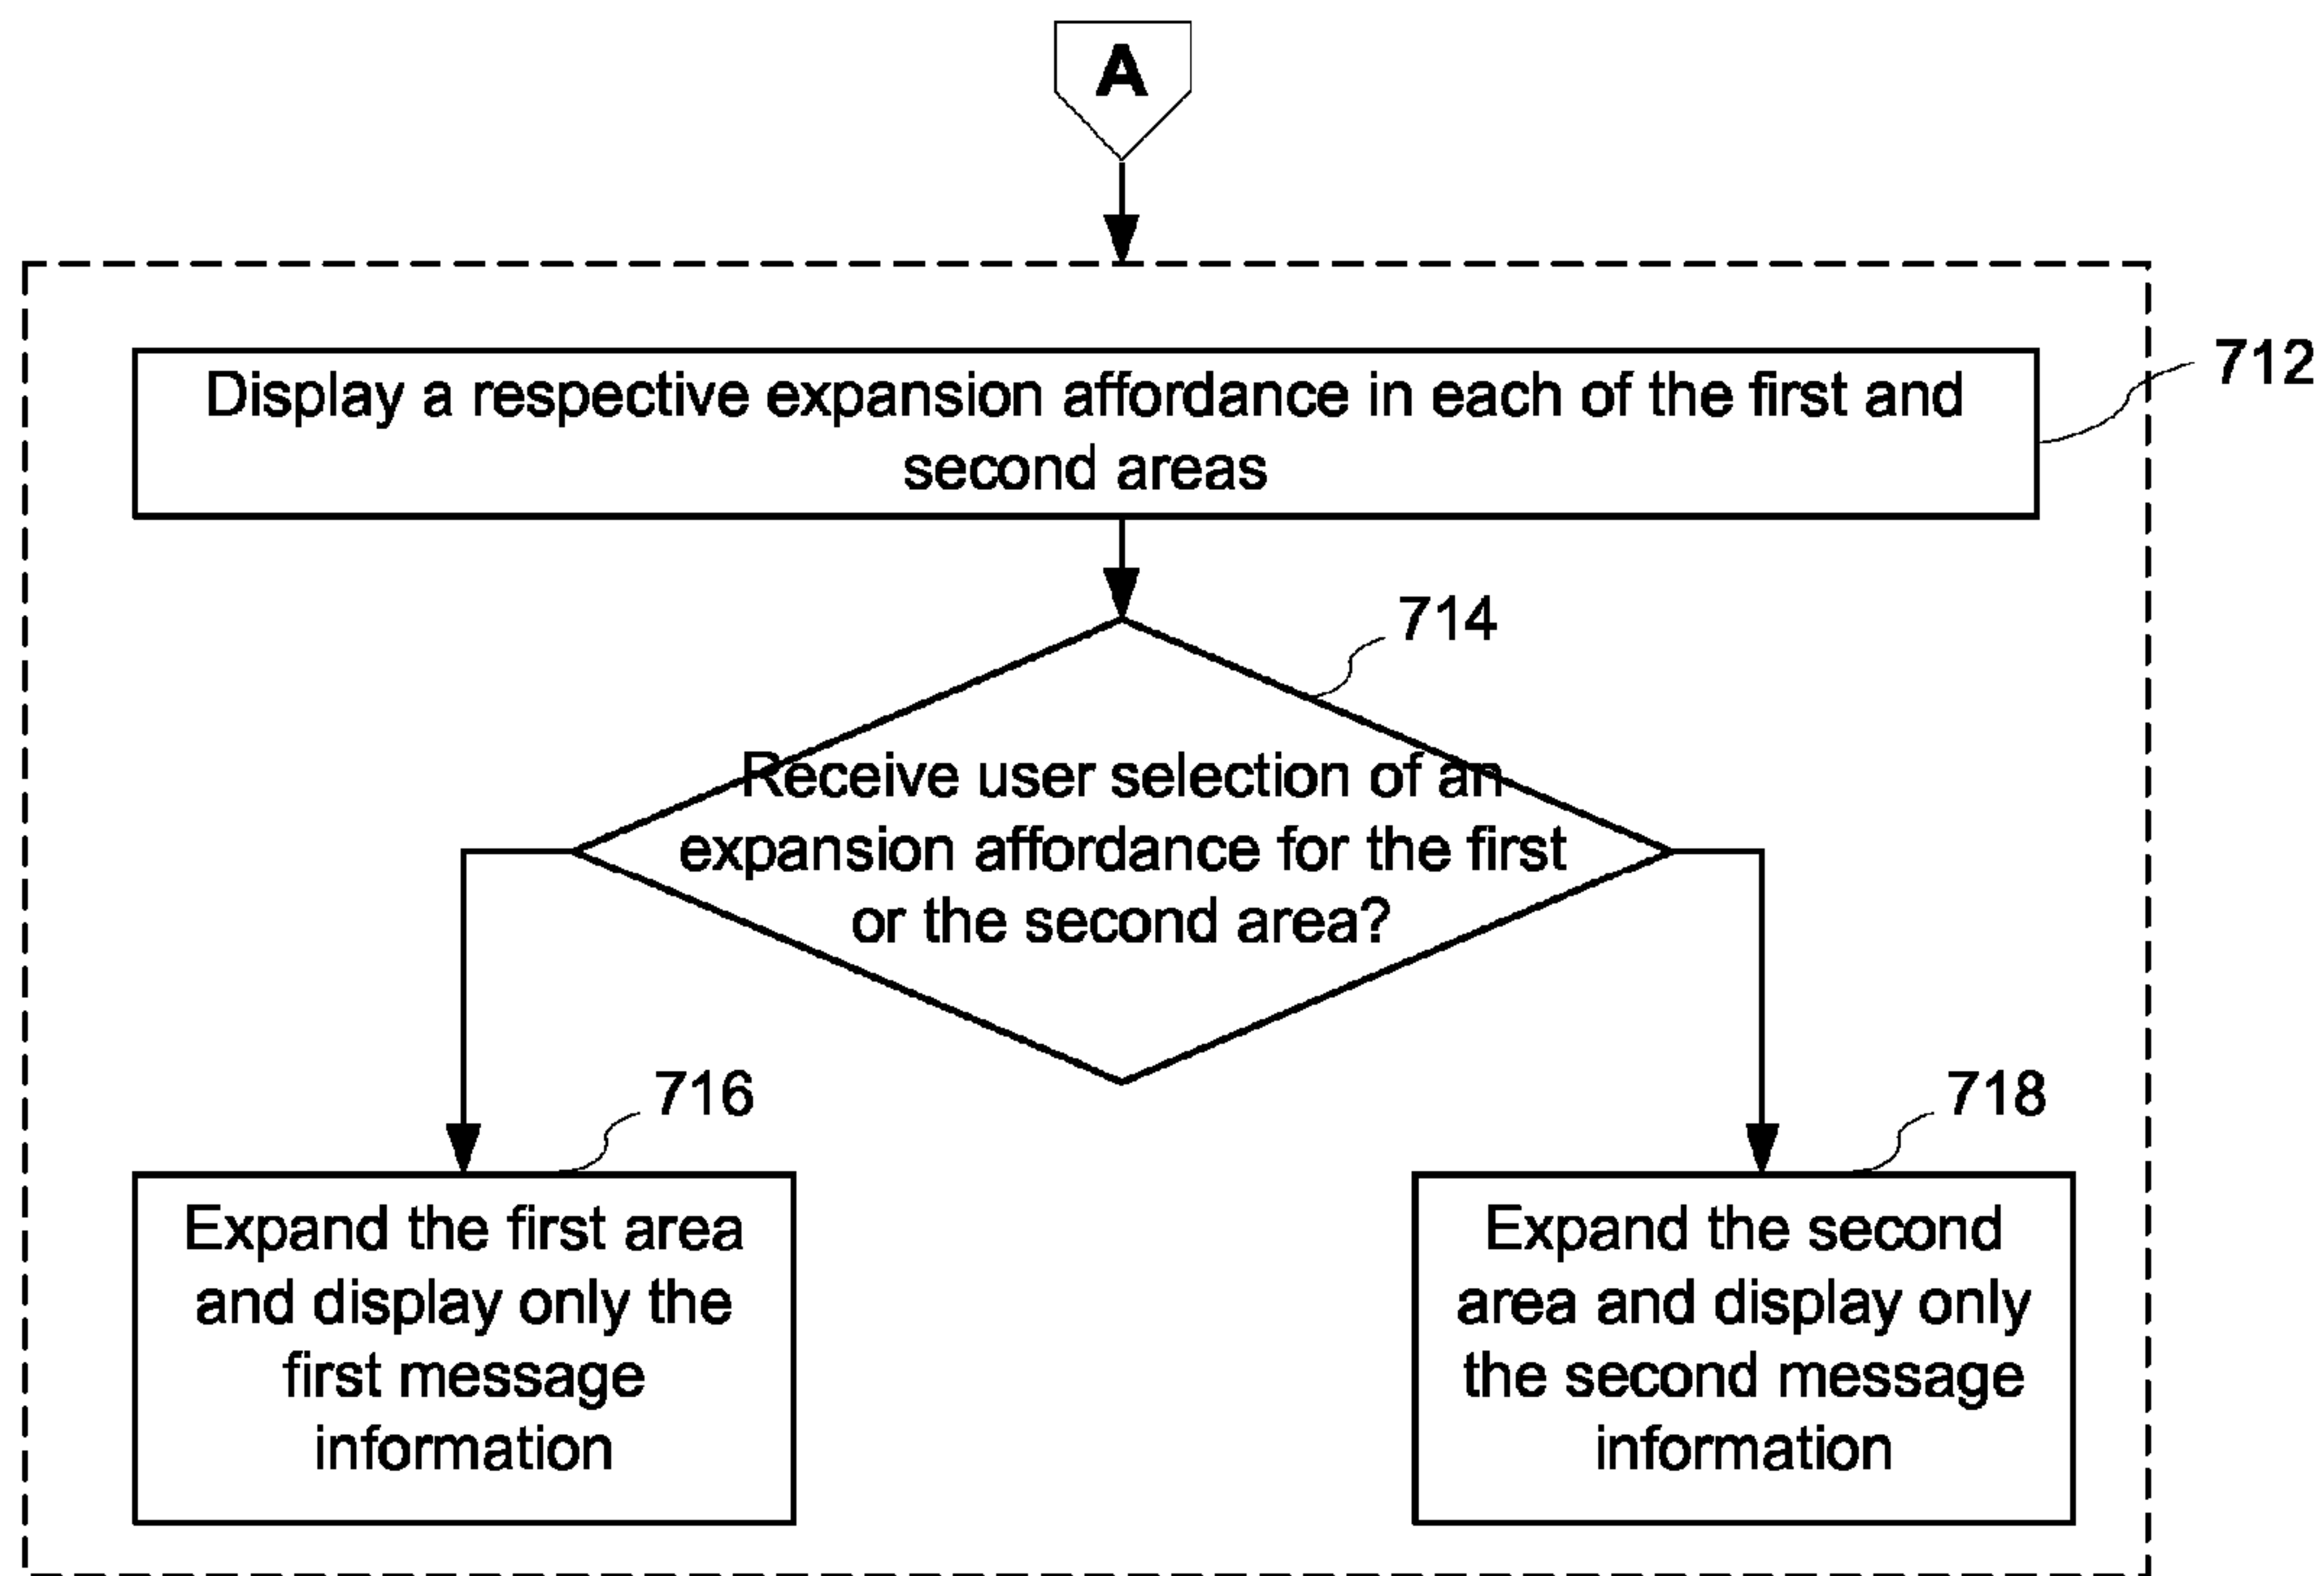 A
Display a respective expansion affordance in each of the first and
second areas
712
714
Receive user selection of an
expansion affordance for the first
or the second area?
716
Expand the first area
and display only the
first message
information
718
Expand the second
area and display only
the second message
information